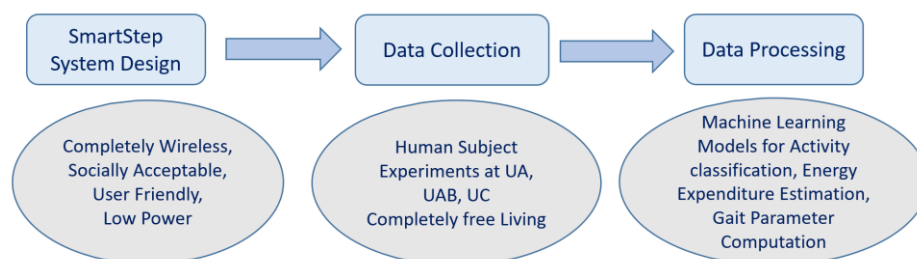 SmartStep
System Design
Data Collection
Data Processing
Completely Wireless,
Socially Acceptable,
User Friendly,
Low Power
Human Subject
Experiments at UA,
UAB, UC
Completely free Living
Machine Learning
Models for Activity
classification, Energy
Expenditure Estimation,
Gait Parameter
Computation